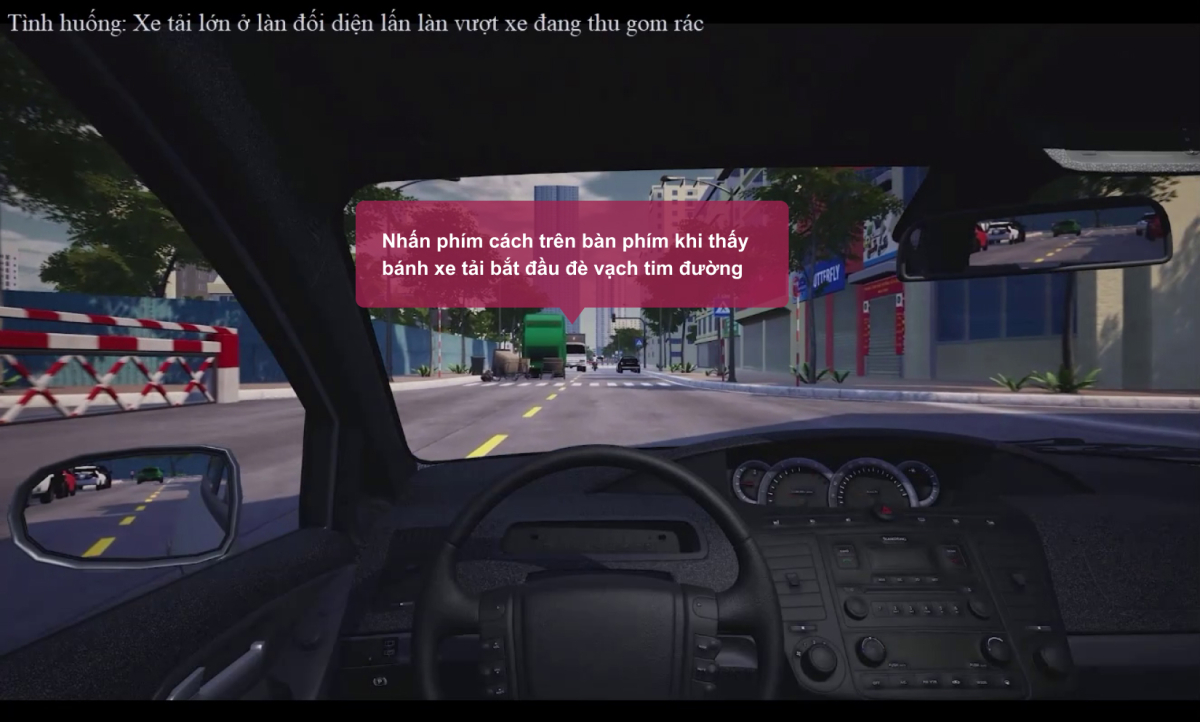 Tình huống: Xe tải lớn ở làn đối diện lấn làn vượt xe đang thu gom rác
Nhấn phím cách trên bàn phím khi thấy
bánh xe tải bắt đầu đè vạch tim đường
UTTERFLY